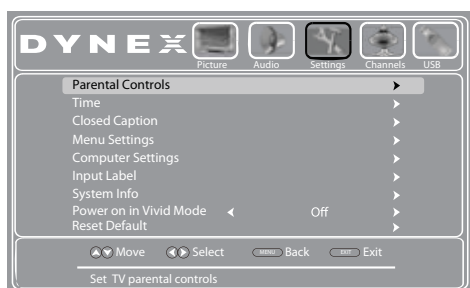 DYNEX
Picture Audio Settings Channels USB
Parental Controls
Time
Closed Caption
Menu Settings
Computer Settings
Input Label
System Info
Power on in Vivid Mode Off
Reset Default
Move Select MENU Back EXIT Exit
Set TV parental controls